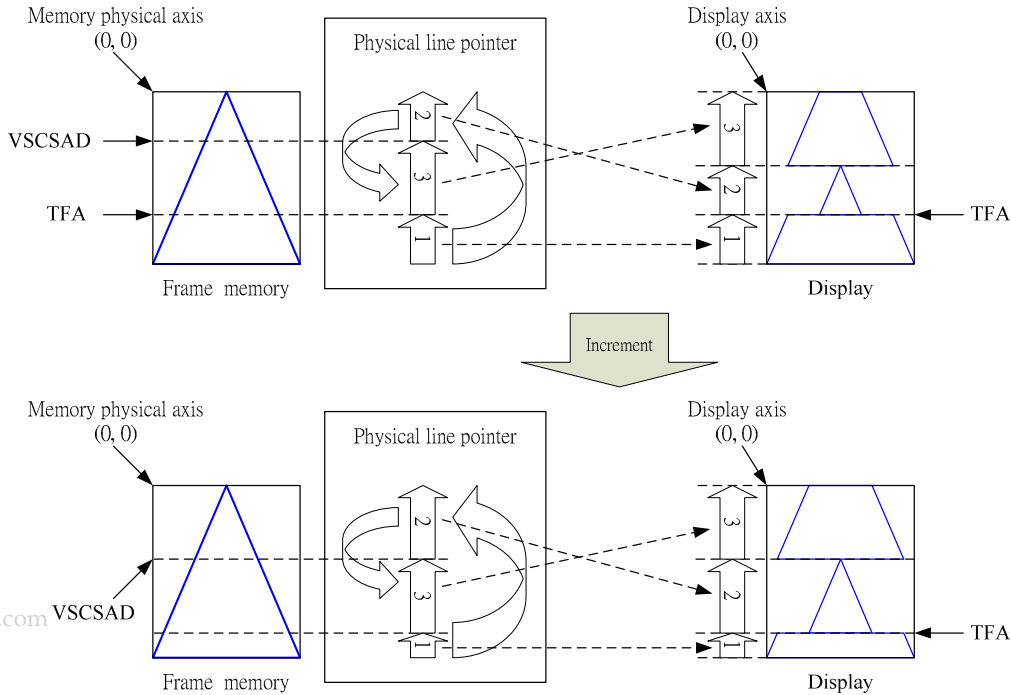 Memory physical axis
(0, 0)
Physical line pointer
Display axis
(0, 0)
VSCSAD
TFA
2
3
1
3
2
1
TFA
Frame memory
Display
Increment
Memory physical axis
(0, 0)
Physical line pointer
Display axis
(0, 0)
2
3
1
3
2
1
VSCSAD
.com
TFA
Frame memory
Display